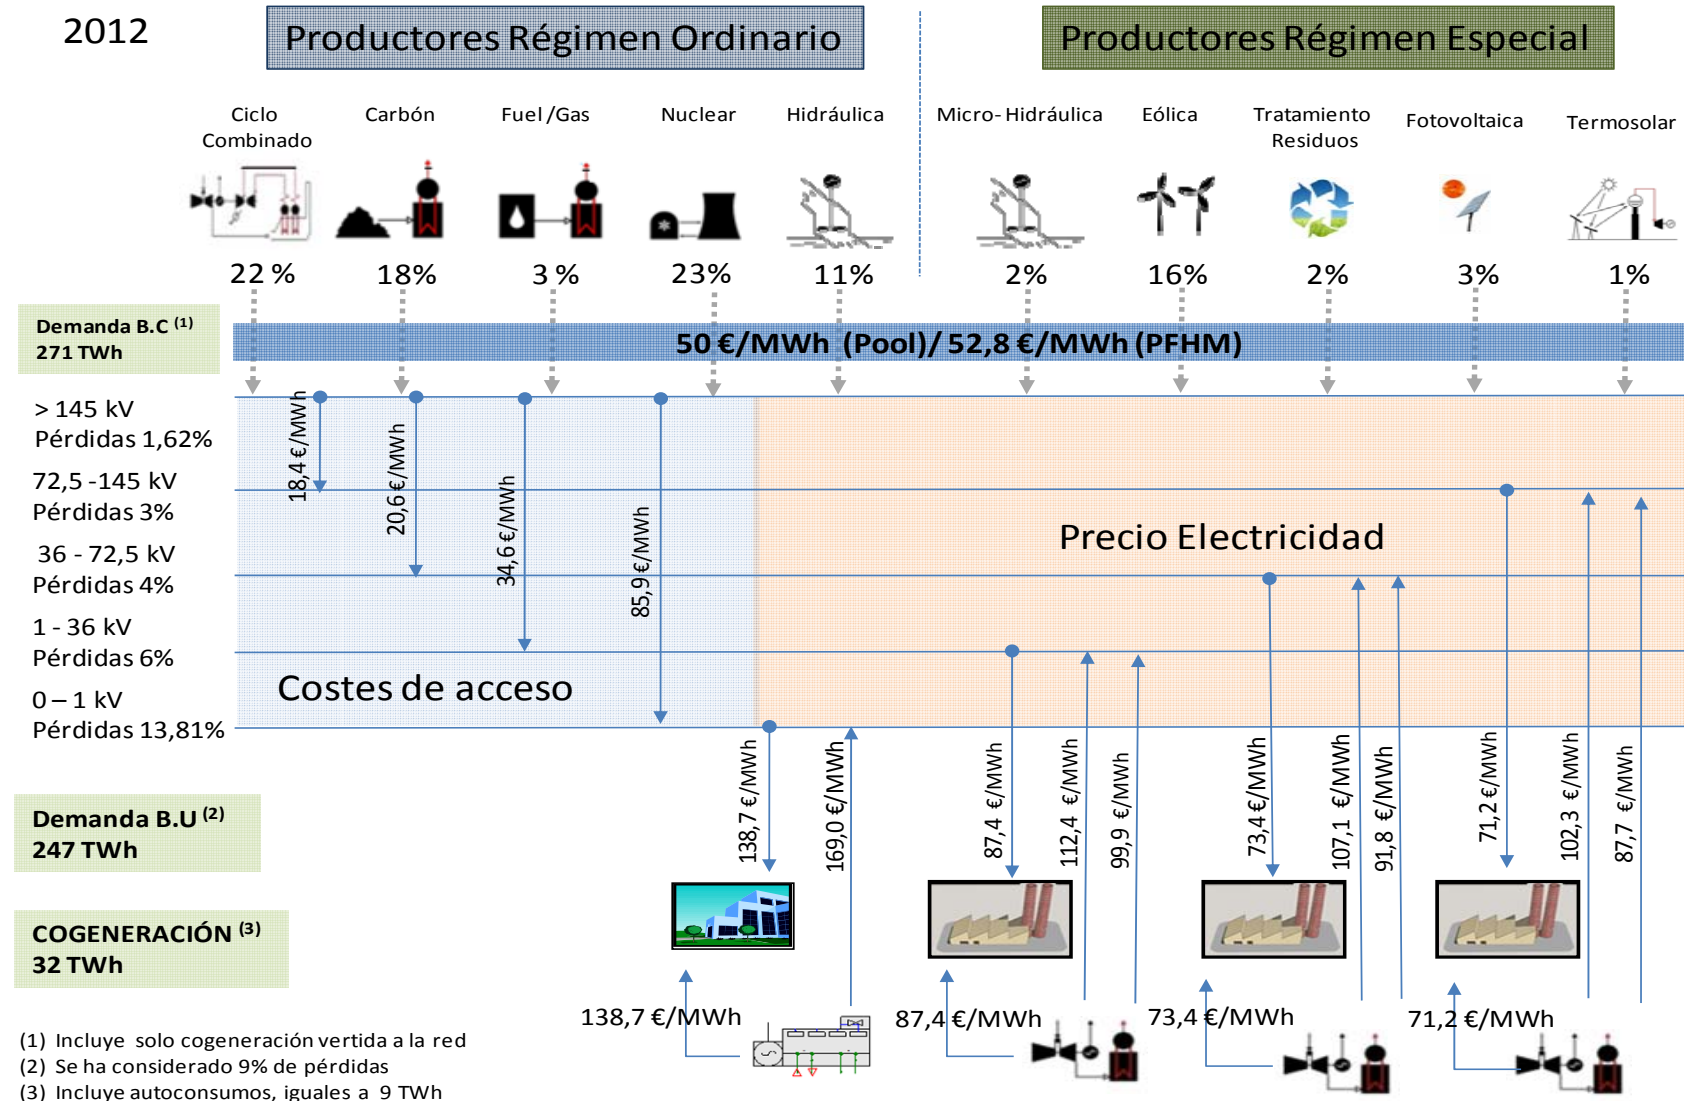 2012
Productores Régimen Ordinario
Productores Régimen Especial
Ciclo
Combinado
Carbón
Fuel /Gas
Nuclear
Hidráulica
Micro- Hidráulica
Eólica
Tratamiento
Residuos
Fotovoltaica
Termosolar
22 %
18%
3 %
23%
11%
2%
16%
2%
3%
1%
Demanda B.C (1)
271 TWh
50 €/MWh (Pool)/ 52,8 €/MWh (PFHM)
> 145 kV
Pérdidas 1,62%
72,5 -145 kV
Pérdidas 3%
36 - 72,5 kV
Pérdidas 4%
1 - 36 kV
Pérdidas 6%
0 – 1 kV
Pérdidas 13,81%
18,4 €/MWh
20,6 €/MWh
34,6 €/MWh
85,9 €/MWh
Precio Electricidad
Costes de acceso
138,7 €/MWh
169,0 €/MWh
87,4 €/MWh
112,4 €/MWh
99,9 €/MWh
73,4 €/MWh
107,1 €/MWh
91,8 €/MWh
71,2 €/MWh
102,3 €/MWh
87,7 €/MWh
Demanda B.U (2)
247 TWh
COGENERACIÓN (3)
32 TWh
138,7 €/MWh
87,4 €/MWh
73,4 €/MWh
71,2 €/MWh
(1) Incluye solo cogeneración vertida a la red
(2) Se ha considerado 9% de pérdidas
(3) Incluye autoconsumos, iguales a 9 TWh